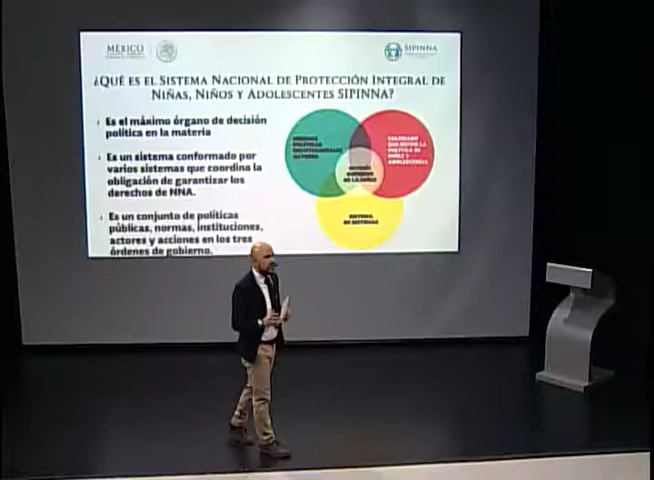 MÉXICO
SIPINNA
¿QUÉ ES EL SISTEMA NACIONAL DE PROTECCIÓN INTEGRAL DE
NIÑAS, NIÑOS Y ADOLESCENTES SIPINNA?
Es el máximo órgano de decisión
política en la materia
Es un sistema conformado por
varios sistemas que coordina la
obligación de garantizar los
derechos de NNA.
Es un conjunto de políticas
públicas, normas, instituciones,
actores y acciones en los tres
órdenes de gobierno.
SISTEMA
DE SISTEMAS